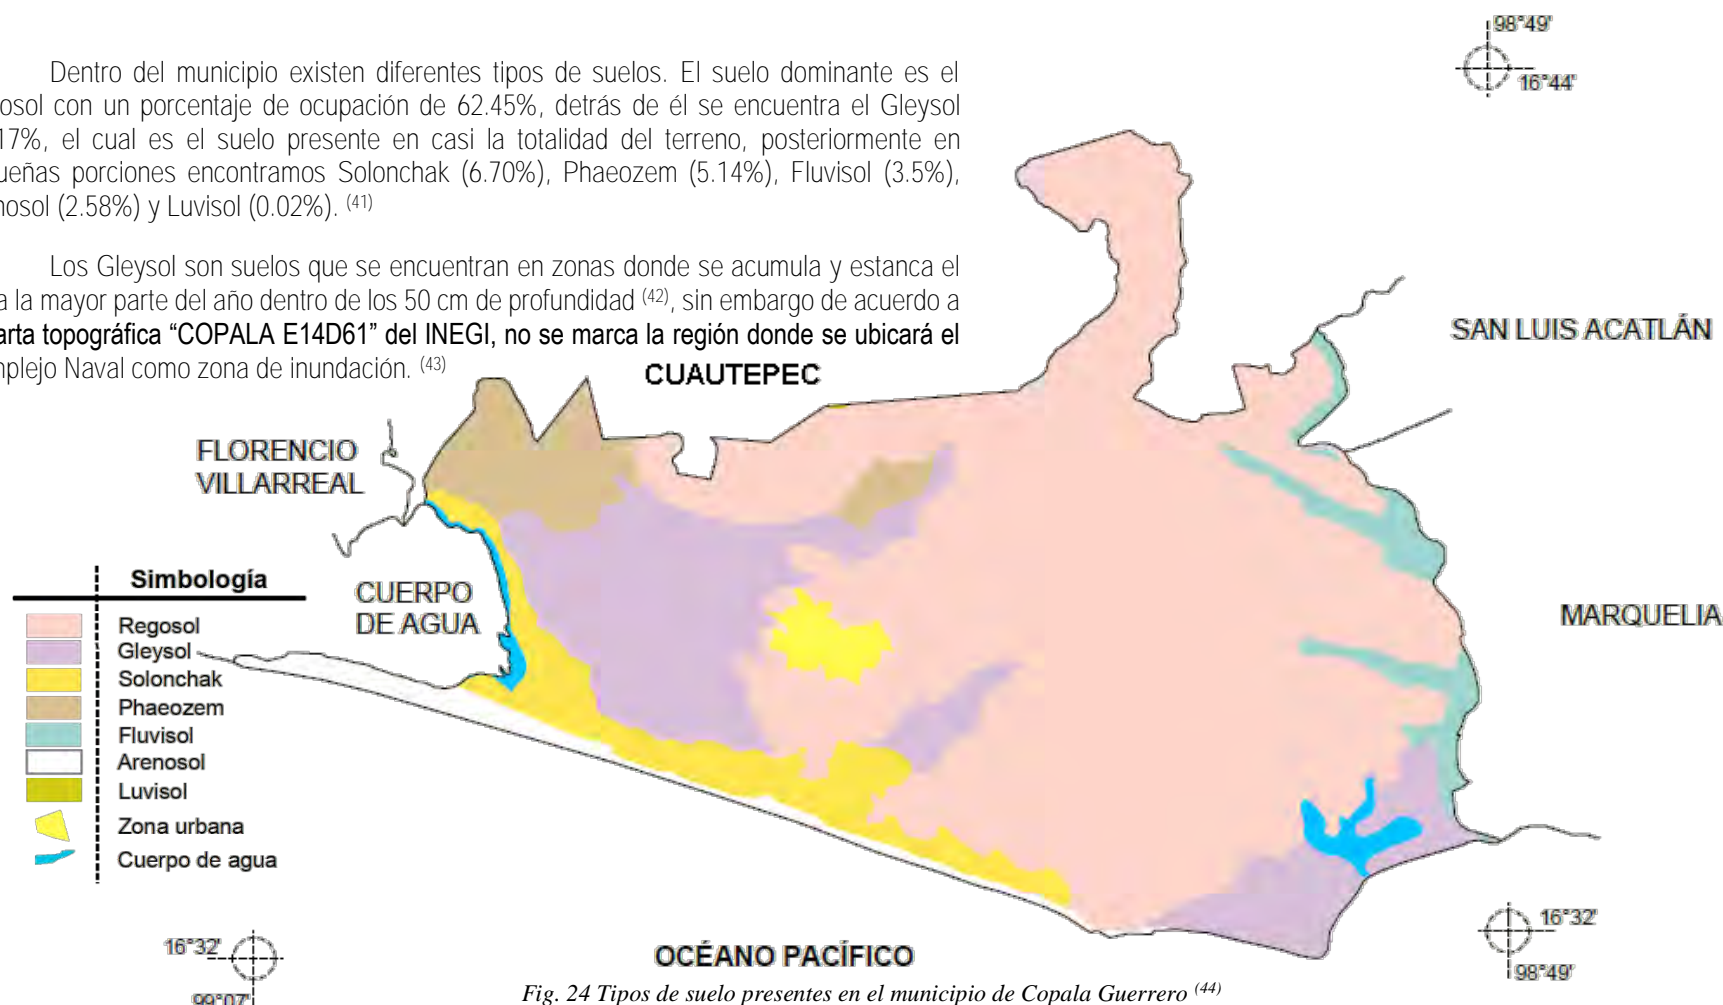 Dentro del municipio existen diferentes tipos de suelos. El suelo dominante es el
osol con un porcentaje de ocupación de 62.45%, detrás de él se encuentra el Gleysol
17%, el cual es el suelo presente en casi la totalidad del terreno, posteriormente en
ueñas porciones encontramos Solonchak (6.70%), Phaeozem (5.14%), Fluvisol (3.5%),
nosol (2.58%) y Luvisol (0.02%). (41)
Los Gleysol son suelos que se encuentran en zonas donde se acumula y estanca el
a la mayor parte del año dentro de los 50 cm de profundidad (42), sin embargo de acuerdo a
arta topográfica “COPALA E14D61” del INEGI, no se marca la región donde se ubicará el
nplejo Naval como zona de inundación. (43)
98°49'
16°44'
SAN LUIS ACATLÁN
CUAUTEPEC
FLORENCIO
VILLARREAL
CUERPO
DE AGUA
MARQUELIA
Simbología
Regosol
Gleysol
Solonchak
Phaeozem
Fluvisol
Arenosol
Luvisol
Zona urbana
Cuerpo de agua
16°32'
99°07'
OCÉANO PACÍFICO
16°32'
98°49'
Fig. 24 Tipos de suelo presentes en el municipio de Copala Guerrero (44)